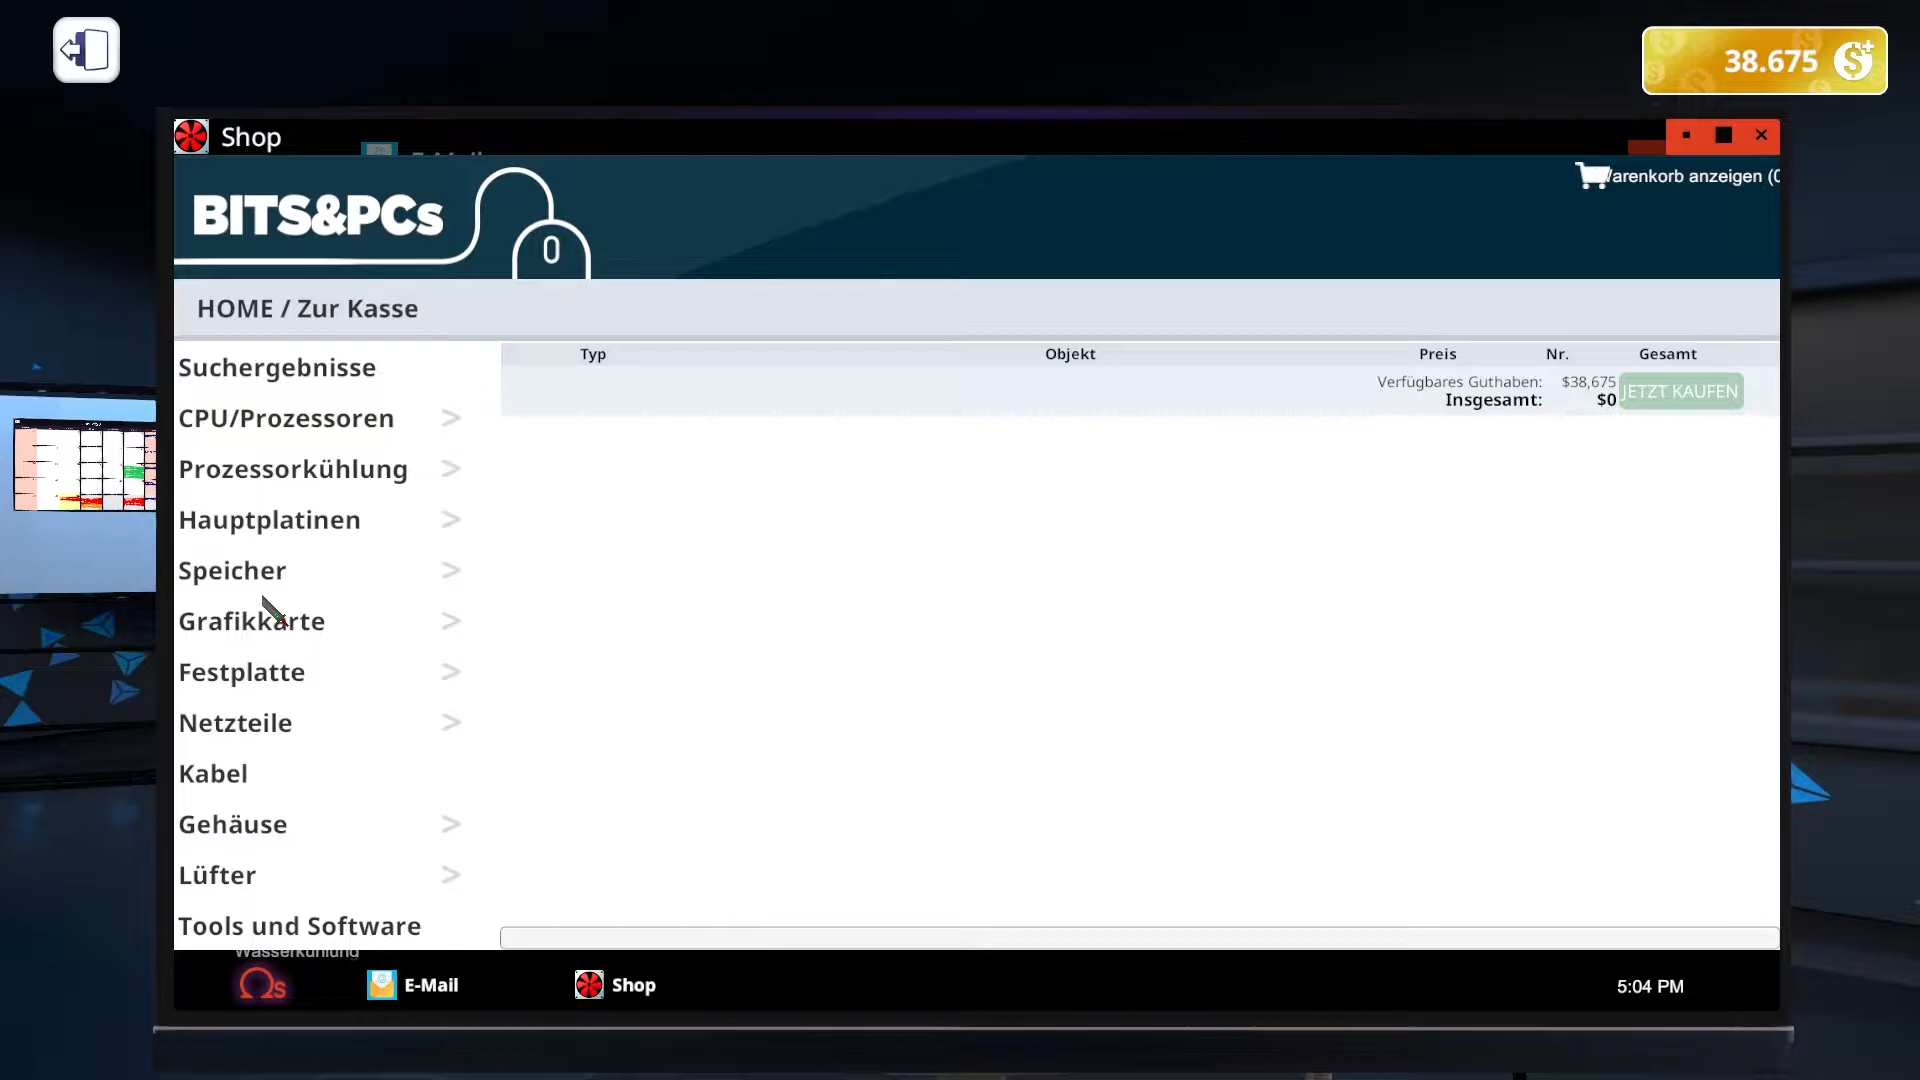 38.675
Shop
BITS&PCs
arenkorb anzeigen (0
HOME / Zur Kasse
Suchergebnisse
CPU/Prozessoren >
Prozessorkühlung >
Hauptplatinen >
Speicher >
Grafikkarte >
Festplatte >
Netzteile >
Kabel
Gehäuse >
Lüfter >
Tools und Software
Wasserkühlung
Typ Objekt Preis Nr. Gesamt
Verfügbares Guthaben: $38,675
Insgesamt: $0
JETZT KAUFEN
E-Mail
Shop
5:04 PM